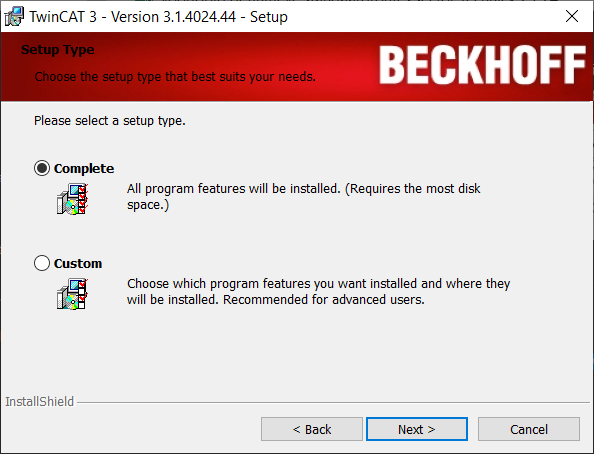 TwinCAT 3 - Version 3.1.4024.44 - Setup
Setup Type
Choose the setup type that best suits your needs.
BECKHOFF
Please select a setup type.
Complete
All program features will be installed. (Requires the most disk
space.)
Custom
Choose which program features you want installed and where they
will be installed. Recommended for advanced users.
InstallShield
< Back
Next >
Cancel